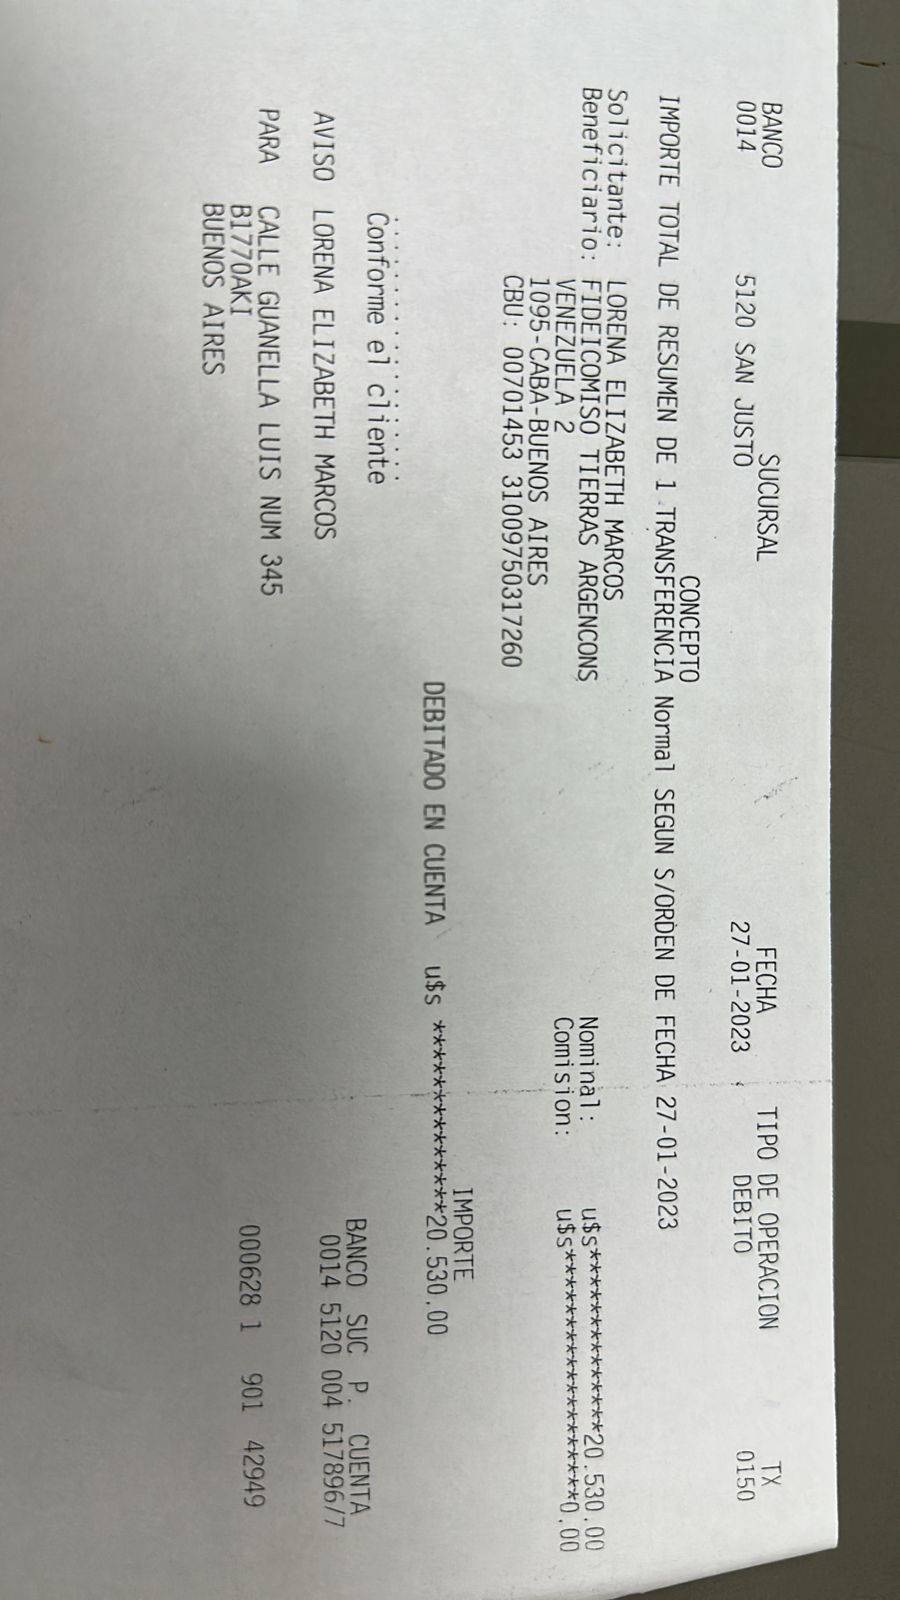 BANCO SUCURSAL FECHA TIPO DE OPERACION TX
0014 5120 SAN JUSTO 27-01-2023 DEBITO 0150
CONCEPTO
IMPORTE TOTAL DE RESUMEN DE 1 TRANSFERENCIA Normal SEGUN S/ORDEN DE FECHA 27-01-2023
Solicitante: LORENA ELIZABETH MARCOS
Beneficiario: FIDEICOMISO TIERRAS ARGENCONS Nominal: u$s**************20.530.00
VENEZUELA 2 Comision: u$s******************0.00
1095-CABA-BUENOS AIRES
CBU: 00701453 31009750317260
IMPORTE
DEBITADO EN CUENTA u$s **************20.530.00
Conforme el cliente
BANCO SUC P. CUENTA
AVISO LORENA ELIZABETH MARCOS 0014 5120 004 517896/7
PARA CALLE GUANELLA LUIS NUM 345
B1770AKI 000628 1 901 42949
BUENOS AIRES